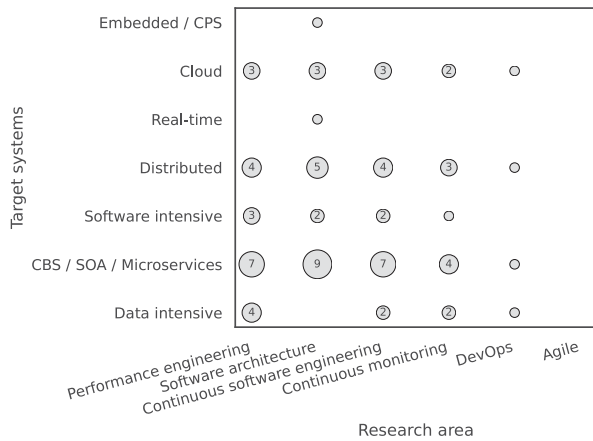 Embedded / CPS
Cloud
3 3 3 2
Real-time
Distributed
4 5 4 3
Software intensive
3 2 2
CBS / SOA / Microservices
7 9 7 4
Data intensive
4 2 2
Target systems
Performance engineering
Software architecture
Continuous software engineering
Continuous monitoring
DevOps
Agile
Research area